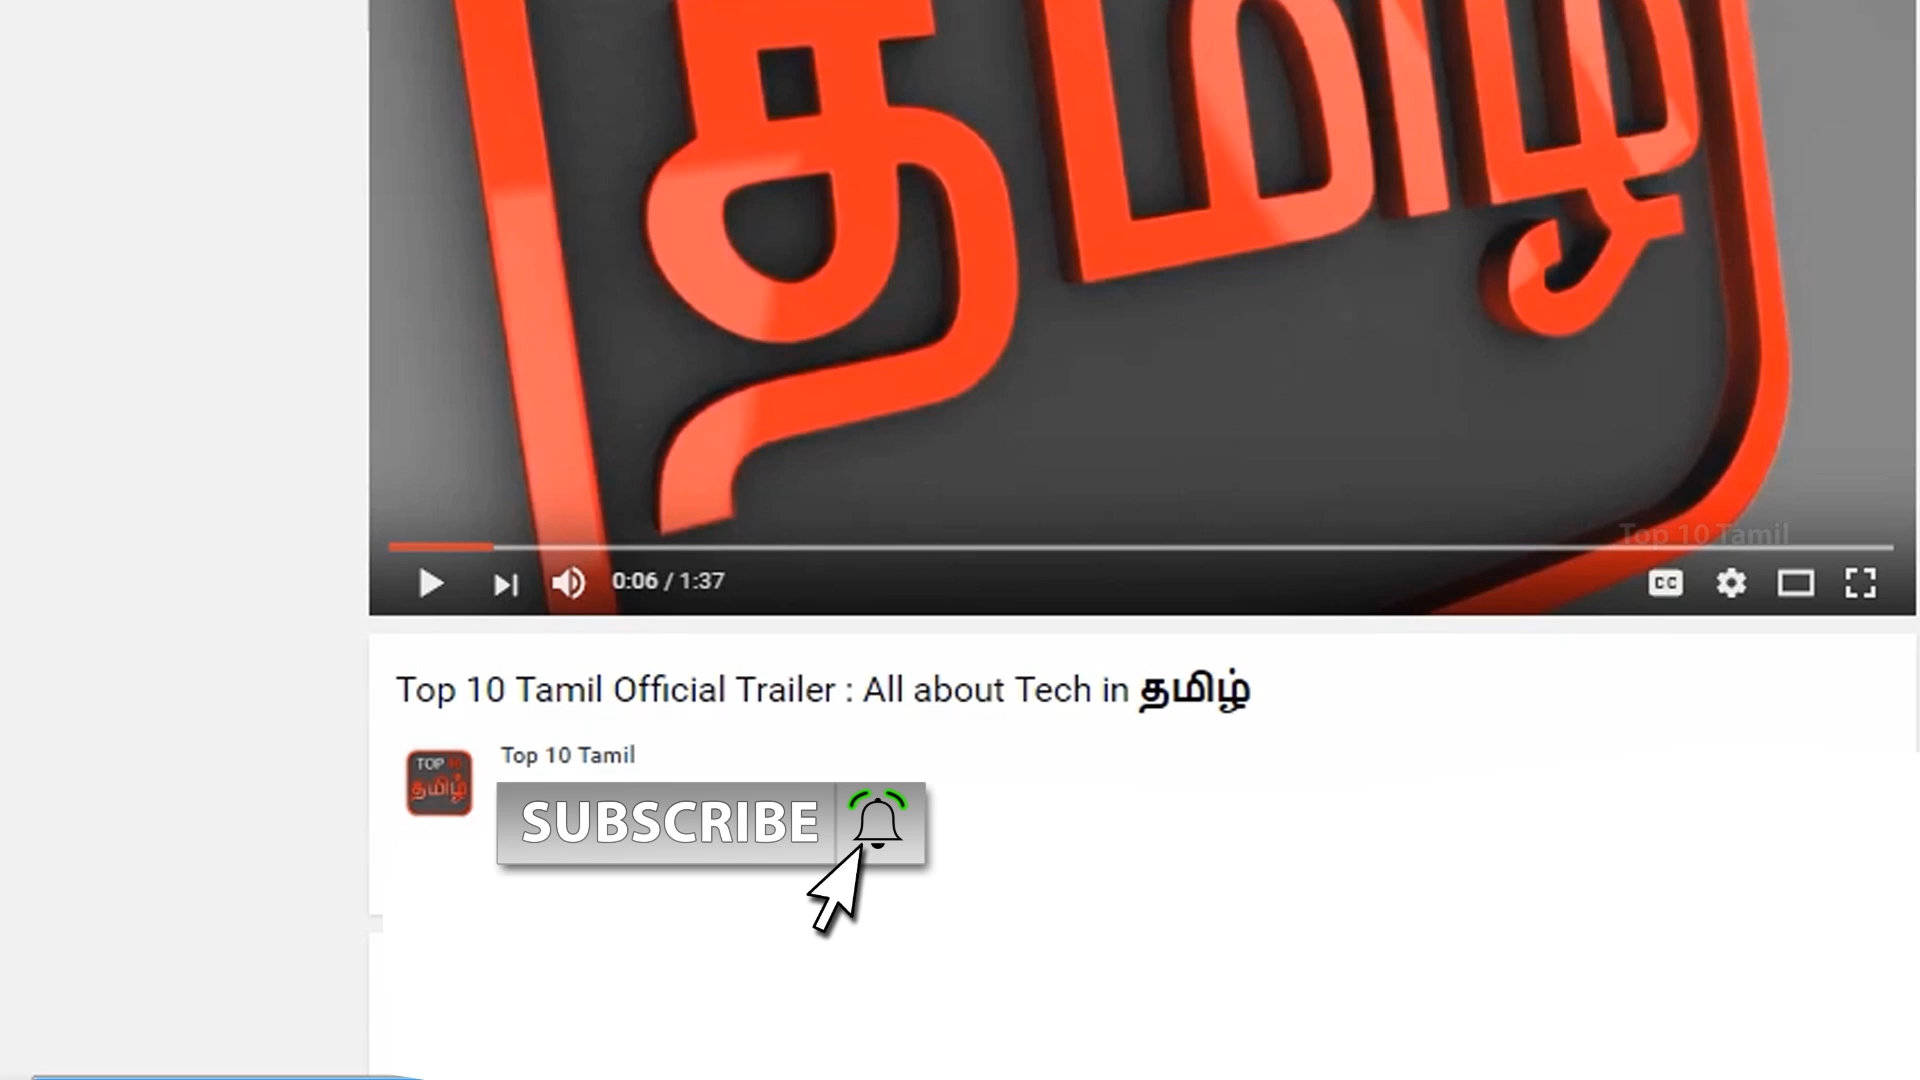 தமிழ்
Top 10 Tamil
0:06 / 1:37
CC
Top 10 Tamil Official Trailer : All about Tech in தமிழ்
Top 10 Tamil
TOP 10
தமிழ்
SUBSCRIBE